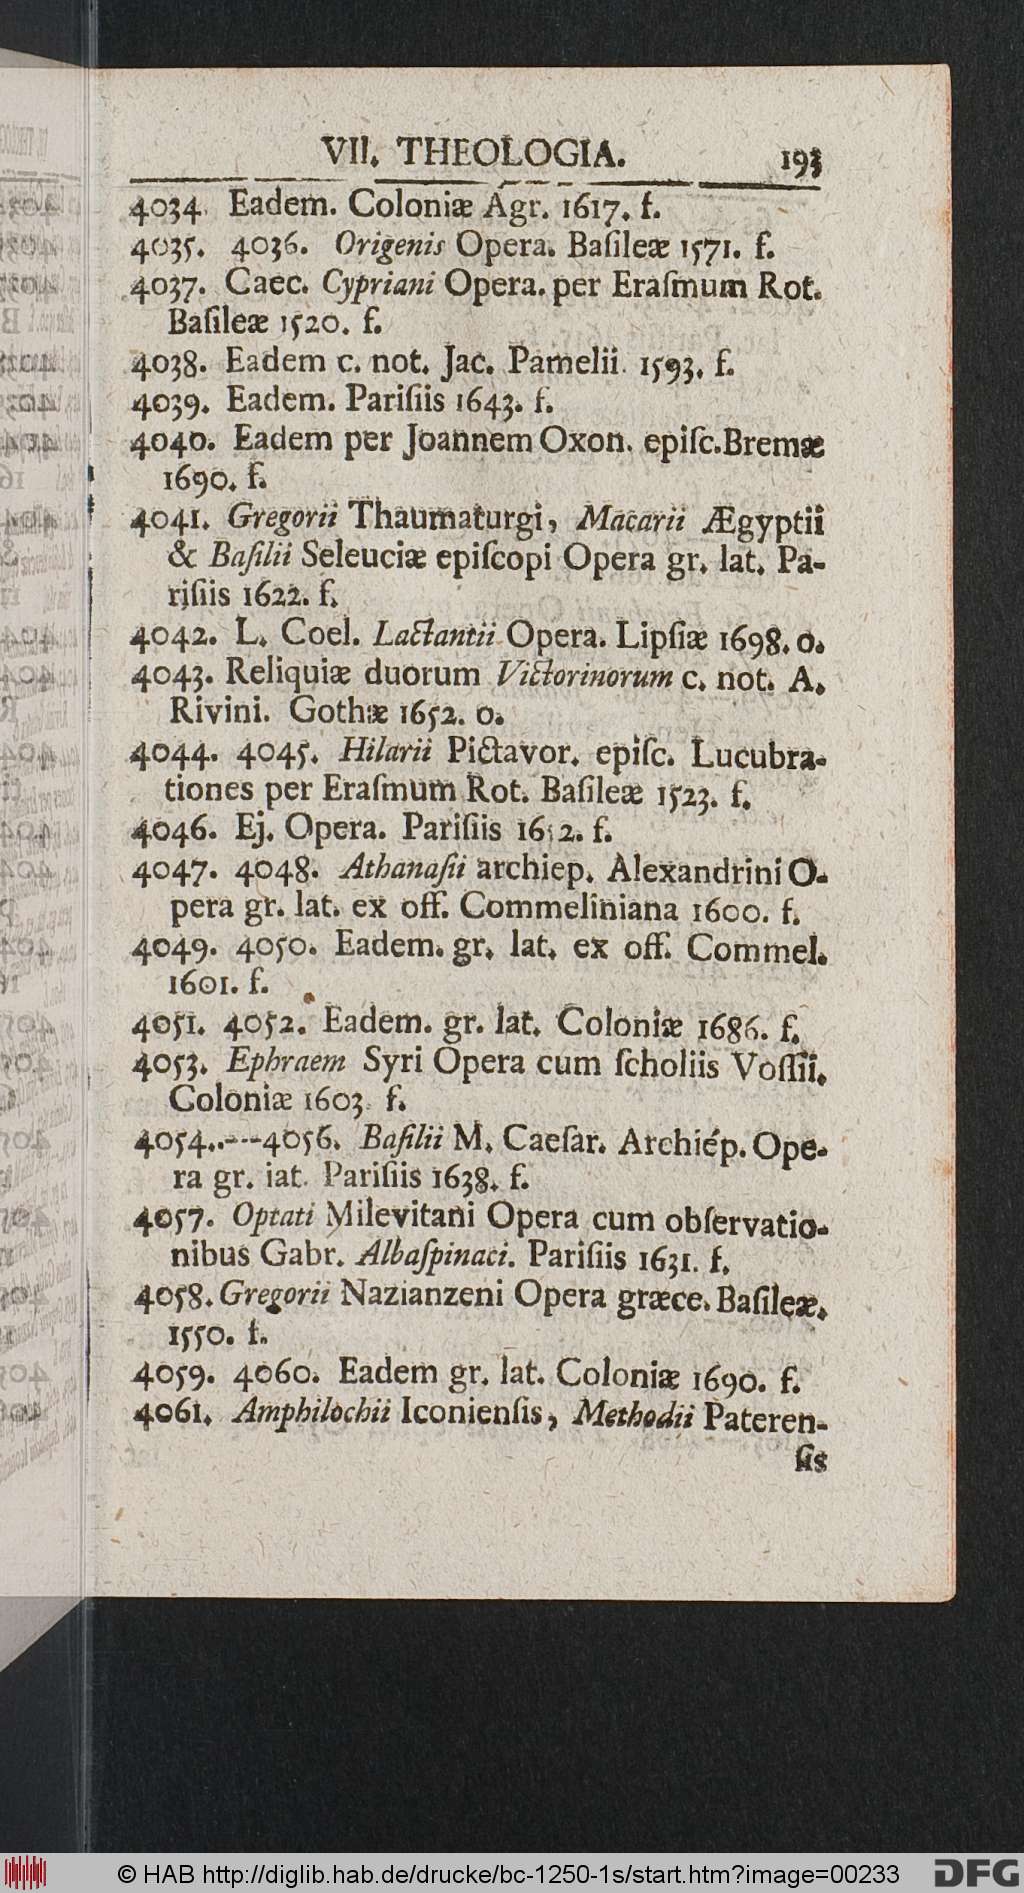 VII. THEOLOGIA. 193
4034. Eadem. Coloniæ Agr. 1617. f.
4035. 4036. Origenis Opera. Baſileæ 1571. f.
4037. Caec. Cypriani Opera. per Eraſmum Rot.
Baſileæ 1520. f.
4038. Eadem c. not. Jac. Pamelii. 1593. f.
4039. Eadem. Pariſiis 1643. f.
4040. Eadem per Joannem Oxon. epiſc. Bremæ
1690. f.
4041. Gregorii Thaumaturgi, Macarii Ægyptii
& Baſilii Seleuciæ epiſcopi Opera gr. lat. Pa-
riſiis 1622. f.
4042. L. Coel. Lactantii Opera. Lipſiæ 1698. o.
4043. Reliquiæ duorum Victorinorum c. not. A.
Rivini. Gothæ 1652. o.
4044. 4045. Hilarii Pictavor. epiſc. Lucubra-
tiones per Eraſmum Rot. Baſileæ 1523. f.
4046. Ej. Opera. Pariſiis f.
4047. 4048. Athanaſii archiep. Alexandrini O-
pera gr. lat. ex off. Commeliniana 1600. f.
4049. 4050. Eadem. gr. lat. ex off. Commel.
1601. f.
4051. 4052. Eadem. gr. lat. Coloniæ 1686. f.
4053. Ephraem Syri Opera cum ſcholiis Voſſii.
Coloniæ 1603. f.
4054..---4056. Baſilii M. Caeſar. Archiép. Ope-
ra gr. iat. Pariſiis 1638. f.
4057. Optati Milevitani Opera cum obſervatio-
nibus Gabr. Albaſpinaei. Pariſiis 1631. f.
4058. Gregorii Nazianzeni Opera græce. Baſileæ.
1550. f.
4059. 4060. Eadem gr. lat. Coloniæ 1690. f.
4061. Amphilochii Iconienſis, Methodii Pateren-
ſis
© HAB http://diglib.hab.de/drucke/bc-1250-1s/start.htm?image=00233 DFG